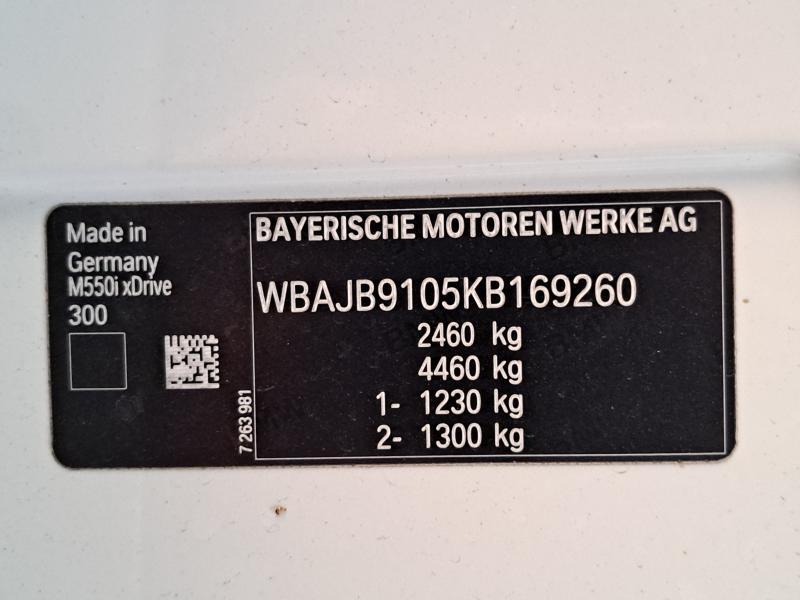 Made in
Germany
M550i xDrive
300
7 263 981
BAYERISCHE MOTOREN WERKE AG
WBAJB9105KB169260
2460 kg
4460 kg
1- 1230 kg
2- 1300 kg